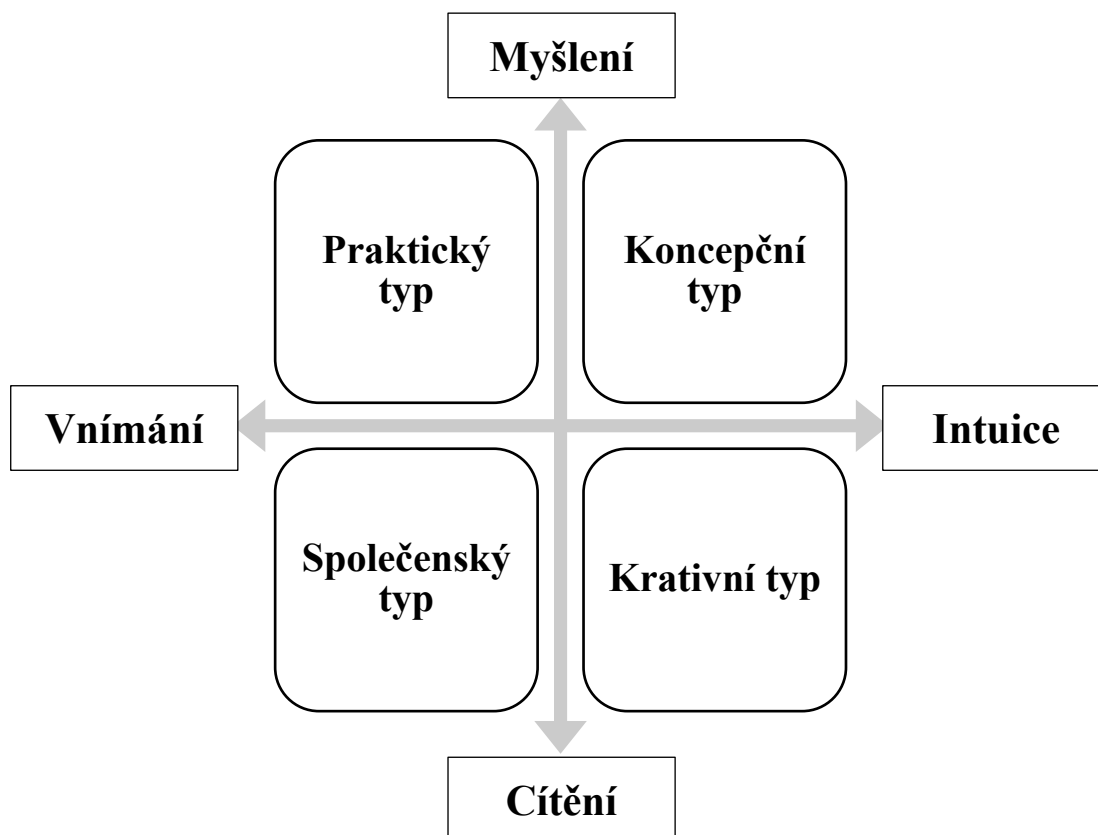 Myšlení
Praktický
typ
Koncepční
typ
Vnímání
Intuice
Společenský
typ
Krativní typ
Cítění